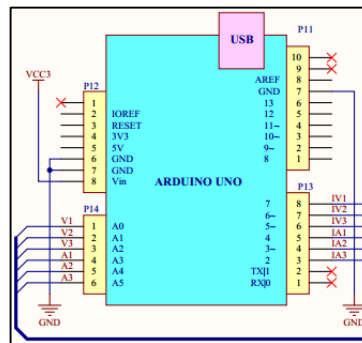 USB
P11
VCC3
P12
10
9
8 AREF
7 GND
6 13
5 12
4 11~
3 10~
2 9~
1 8
1
2 IOREF
3 RESET
4 3V3
5 5V
6 GND
7 GND
8 Vin
ARDUINO UNO
P13
P14
V1 1 A0
V2 2 A1
V3 3 A2
A1 4 A3
A2 5 A4
A3 6 A5
7 8 IV1
6~ 7 IV2
5~ 6 IV3
4 5 IA1
3~ 4 IA2
2 3 IA3
TX|1 2
RX|0 1
GND
GND